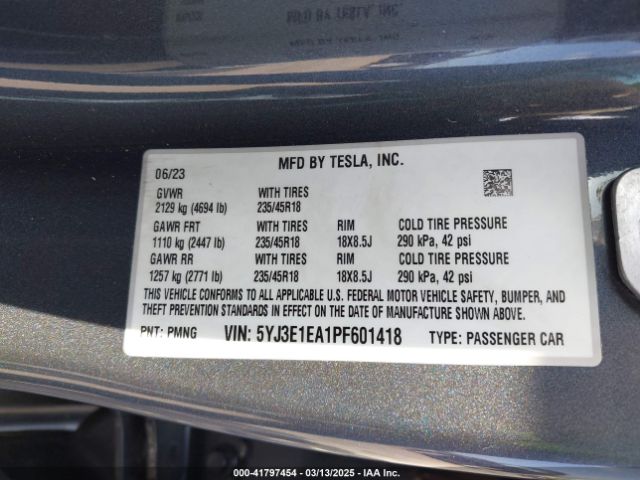 MFD BY TESLA, INC
MFD BY TESLA, INC.
06/23
GVWR WITH TIRES
2129 kg (4694 lb) 235/45R18
GAWR FRT WITH TIRES RIM COLD TIRE PRESSURE
1110 kg (2447 lb) 235/45R18 18X8.5J 290 kPa, 42 psi
GAWR RR WITH TIRES RIM COLD TIRE PRESSURE
1257 kg (2771 lb) 235/45R18 18X8.5J 290 kPa, 42 psi
THIS VEHICLE CONFORMS TO ALL U.S. FEDERAL MOTOR VEHICLE SAFETY, BUMPER, AND
THEFT PREVENTION STANDARDS IN EFFECT ON THE DATE OF MANUFACTURE SHOWN ABOVE.
PNT: PMNG VIN: 5YJ3E1EA1PF601418 TYPE: PASSENGER CAR
000-41797454 - 03/13/2025 - IAA Inc.